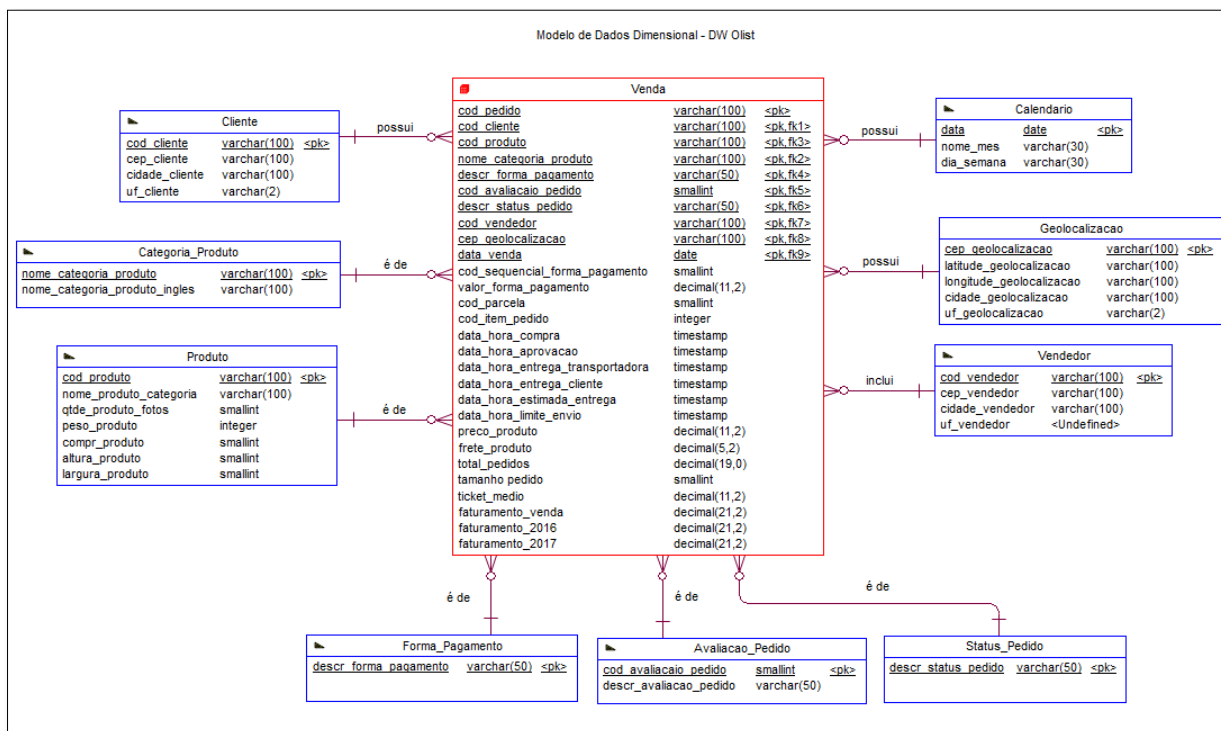 Modelo de Dados Dimensional - DW Olist
Cliente
cod_cliente varchar(100) <pk>
cep_cliente varchar(100)
cidade_cliente varchar(100)
uf_cliente varchar(2)
possui
Categoria_Produto
nome_categoria_produto varchar(100) <pk>
nome_categoria_produto_ingles varchar(100)
é de
Produto
cod_produto varchar(100) <pk>
nome_produto_categoria varchar(100)
qtde_produto_fotos smallint
peso_produto integer
compr_produto smallint
altura_produto smallint
largura_produto smallint
é de
Venda
cod_pedido varchar(100) <pk>
cod_cliente varchar(100) <pk,fk1>
cod_produto varchar(100) <pk,fk3>
nome_categoria_produto varchar(100) <pk,fk2>
descr_forma_pagamento varchar(50) <pk,fk4>
cod_avaliacaio_pedido smallint <pk,fk5>
descr_status_pedido varchar(50) <pk,fk6>
cod_vendedor varchar(100) <pk,fk7>
cep_geolocalizacao varchar(100) <pk,fk8>
data_venda date <pk,fk9>
cod_sequencial_forma_pagamento smallint
valor_forma_pagamento decimal(11,2)
cod_parcela smallint
cod_item_pedido integer
data_hora_compra timestamp
data_hora_aprovacao timestamp
data_hora_entrega_transportadora timestamp
data_hora_entrega_cliente timestamp
data_hora_estimada_entrega timestamp
data_hora_limite_envio timestamp
preco_produto decimal(11,2)
frete_produto decimal(5,2)
total_pedidos decimal(19,0)
tamanho pedido smallint
ticket_medio decimal(11,2)
faturamento_venda decimal(21,2)
faturamento_2016 decimal(21,2)
faturamento_2017 decimal(21,2)
possui
Calendario
data date <pk>
nome_mes varchar(30)
dia_semana varchar(30)
possui
Geolocalizacao
cep_geolocalizacao varchar(100) <pk>
latitude_geolocalizacao varchar(100)
longitude_geolocalizacao varchar(100)
cidade_geolocalizacao varchar(100)
uf_geolocalizacao varchar(2)
inclui
Vendedor
cod_vendedor varchar(100) <pk>
cep_vendedor varchar(100)
cidade_vendedor varchar(100)
uf_vendedor <Undefined>
é de
Forma_Pagamento
descr_forma_pagamento varchar(50) <pk>
é de
Avaliacao_Pedido
cod_avaliacaio_pedido smallint <pk>
descr_avaliacao_pedido varchar(50)
é de
Status_Pedido
descr_status_pedido varchar(50) <pk>